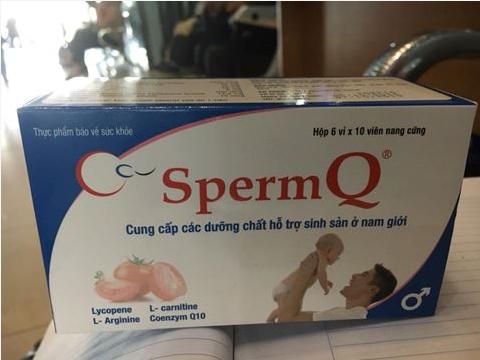 Thực phẩm bảo vệ sức khỏe
Hộp 6 vỉ x 10 viên nang cứng
SpermQ®
Cung cấp các dưỡng chất hỗ trợ sinh sản ở nam giới
Lycopene L- carnitine
L- Arginine Coenzym Q10